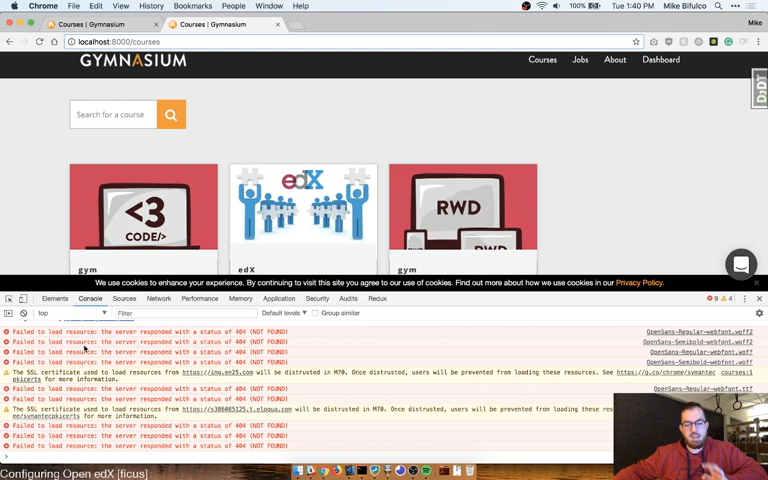 Chrome File Edit View History Bookmarks People Window Help 100% Tue 1:40 PM Mike Bifulco
Courses | Gymnasium
Courses | Gymnasium
Mike
localhost:8000/courses
GYMNASIUM
Courses Jobs About Dashboard
DjDT
Search for a course
<3
CODE/>
edX
RWD
gym
edX
gym
We use cookies to enhance your experience. By continuing to visit this site you agree to our use of cookies. Find out more about how we use cookies in our Privacy Policy.
Elements Console Sources Network Performance Memory Application Security Audits Redux 9 4
top Filter Default levels Group similar
Failed to load resource: the server responded with a status of 404 (NOT FOUND) OpenSans-Regular-webfont.woff2
Failed to load resource: the server responded with a status of 404 (NOT FOUND) OpenSans-Semibold-webfont.woff2
Failed to load resource: the server responded with a status of 404 (NOT FOUND) OpenSans-Regular-webfont.woff
Failed to load resource: the server responded with a status of 404 (NOT FOUND) OpenSans-Semibold-webfont.woff
The SSL certificate used to load resources from https://img.en25.com will be distrusted in M70. Once distrusted, users will be prevented from loading these resources. See https://g.co/chrome/symantec courses:1
pkicerts for more information.
Failed to load resource: the server responded with a status of 404 (NOT FOUND) OpenSans-Regular-webfont.ttf
Failed to load resource: the server responded with a status of 404 (NOT FOUND)
The SSL certificate used to load resources from https://s386085125.t.eloqua.com will be distrusted in M70. Once distrusted, users will be prevented from loading these res
em/symantecpkicerts for more information.
Failed to load resource: the server responded with a status of 404 (NOT FOUND)
Failed to load resource: the server responded with a status of 404 (NOT FOUND)
Failed to load resource: the server responded with a status of 404 (NOT FOUND)
Configuring Open edX [ficus]